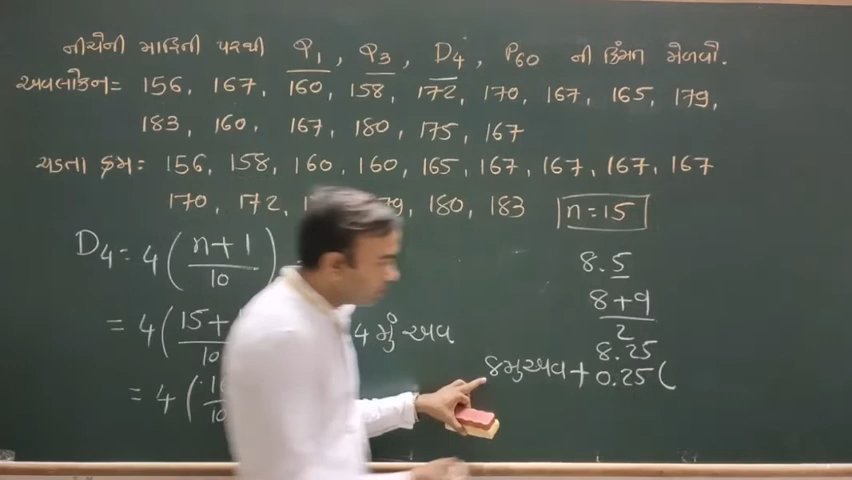 નીચેની માહિતી પરથી Q₁, Q₃, D₄, P₆₀ ની કિંમત મેળવો.
અવલોકન = 156, 167, 160, 158, 172, 170, 167, 165, 179,
183, 160, 167, 180, 175, 167
ચડતા ક્રમ = 156, 158, 160, 160, 165, 167, 167, 167, 167
170, 172, 180, 183 n = 15
D₄ = 4 ( n+1 / 10 )
= 4 ( 15+ / 10 4 મું અવ
= 4 (
8.5
8+9 / 2
8.25
8મુ અવ + 0.25 (